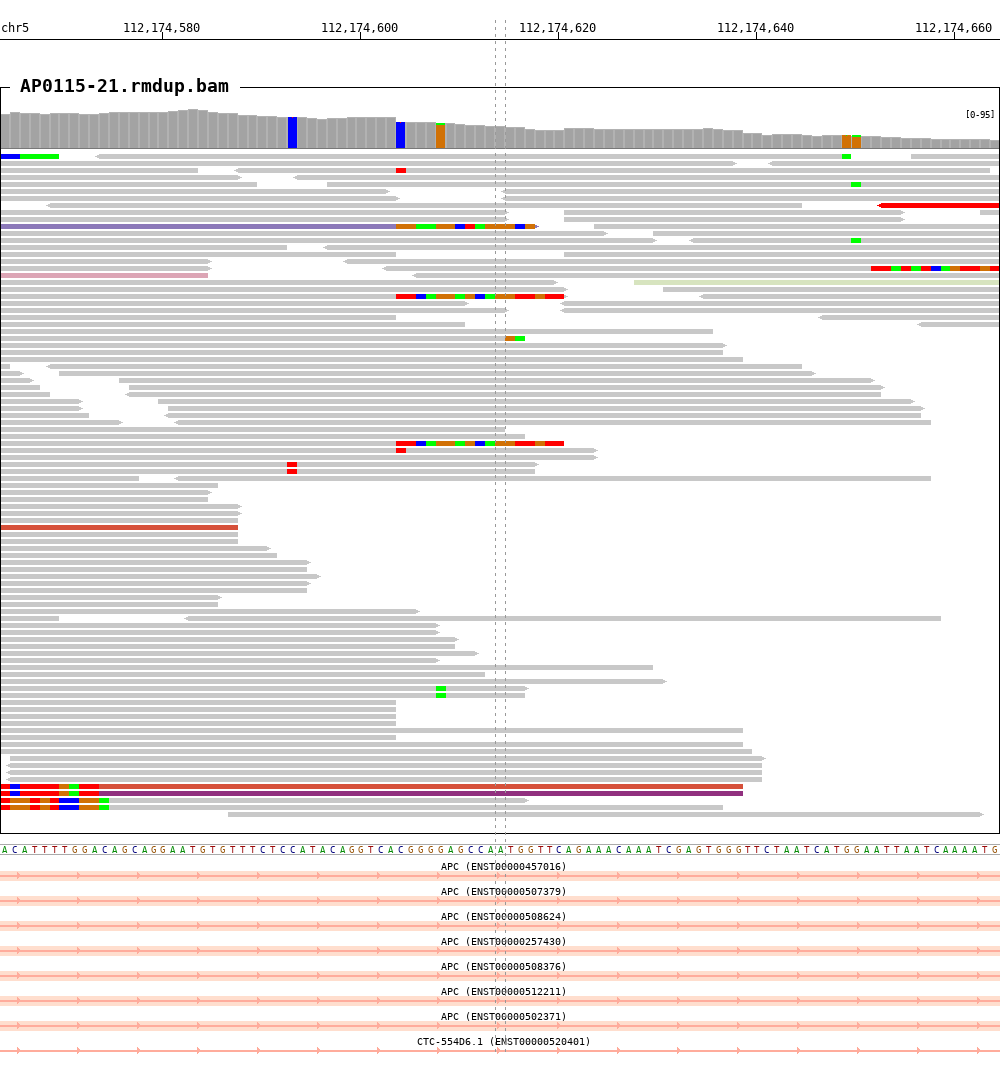 chr5 112,174,580 112,174,600 112,174,620 112,174,640 112,174,660
AP0115-21.rmdup.bam
[0-95]
ACATTTTGGACAGCAGGAATGTGTTTCTCCATACAGGTCACGGGGAGCCAATGGTTCAGAAACAAATCGAGTGGGTTCTAATCATGGAATTAATCAAAATG
APC (ENST00000457016)
APC (ENST00000507379)
APC (ENST00000508624)
APC (ENST00000257430)
APC (ENST00000508376)
APC (ENST00000512211)
APC (ENST00000502371)
CTC-554D6.1 (ENST00000520401)